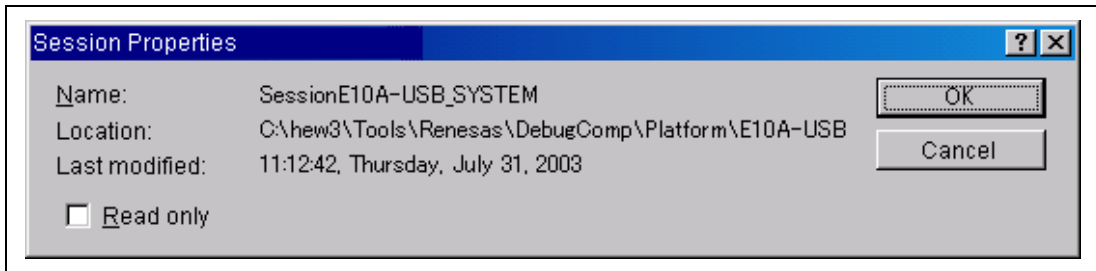 Session Properties
Name: SessionE10A-USB_SYSTEM
OK
Location: C:\hew3\Tools\Renesas\DebugComp\Platform\E10A-USB
Last modified: 11:12:42, Thursday, July 31, 2003
Cancel
Read only